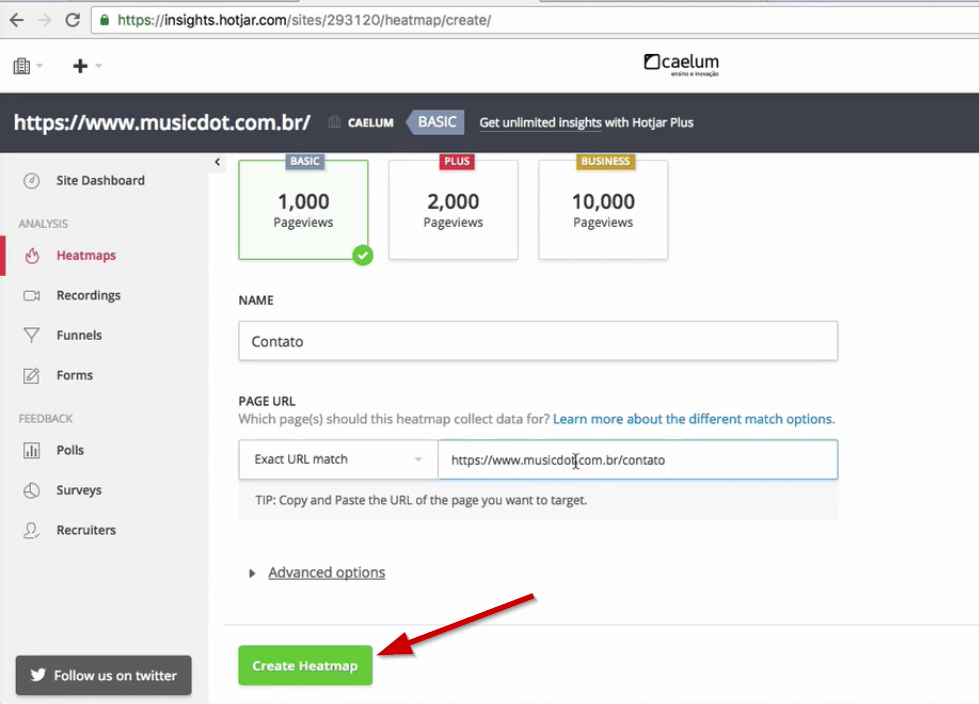 https://insights.hotjar.com/sites/293120/heatmap/create/
caelum
ensino e inovação
https://www.musicdot.com.br/ CAELUM BASIC Get unlimited insights with Hotjar Plus
Site Dashboard
ANALYSIS
Heatmaps
Recordings
Funnels
Forms
FEEDBACK
Polls
Surveys
Recruiters
Follow us on twitter
BASIC PLUS BUSINESS
1,000 2,000 10,000
Pageviews Pageviews Pageviews
NAME
Contato
PAGE URL
Which page(s) should this heatmap collect data for? Learn more about the different match options.
Exact URL match https://www.musicdot.com.br/contato
TIP: Copy and Paste the URL of the page you want to target.
Advanced options
Create Heatmap